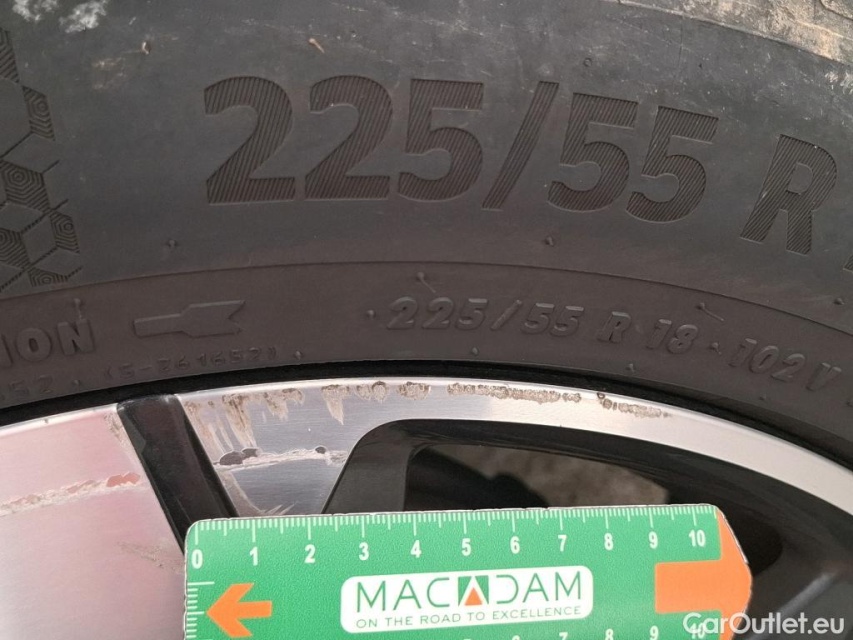 225/55 R
ION
225/55 R 18 102V
0 1 2 3 4 5 6 7 8 9 10
MACADAM
ON THE ROAD TO EXCELLENCE
CarOutlet.eu